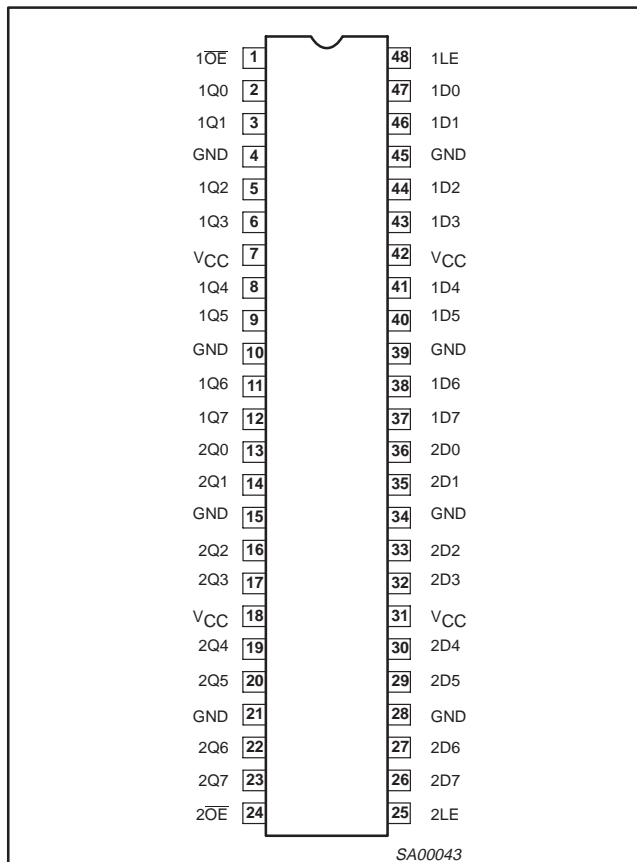 1O̅E̅ 1 48 1LE
1Q0 2 47 1D0
1Q1 3 46 1D1
GND 4 45 GND
1Q2 5 44 1D2
1Q3 6 43 1D3
VCC 7 42 VCC
1Q4 8 41 1D4
1Q5 9 40 1D5
GND 10 39 GND
1Q6 11 38 1D6
1Q7 12 37 1D7
2Q0 13 36 2D0
2Q1 14 35 2D1
GND 15 34 GND
2Q2 16 33 2D2
2Q3 17 32 2D3
VCC 18 31 VCC
2Q4 19 30 2D4
2Q5 20 29 2D5
GND 21 28 GND
2Q6 22 27 2D6
2Q7 23 26 2D7
2O̅E̅ 24 25 2LE
SA00043